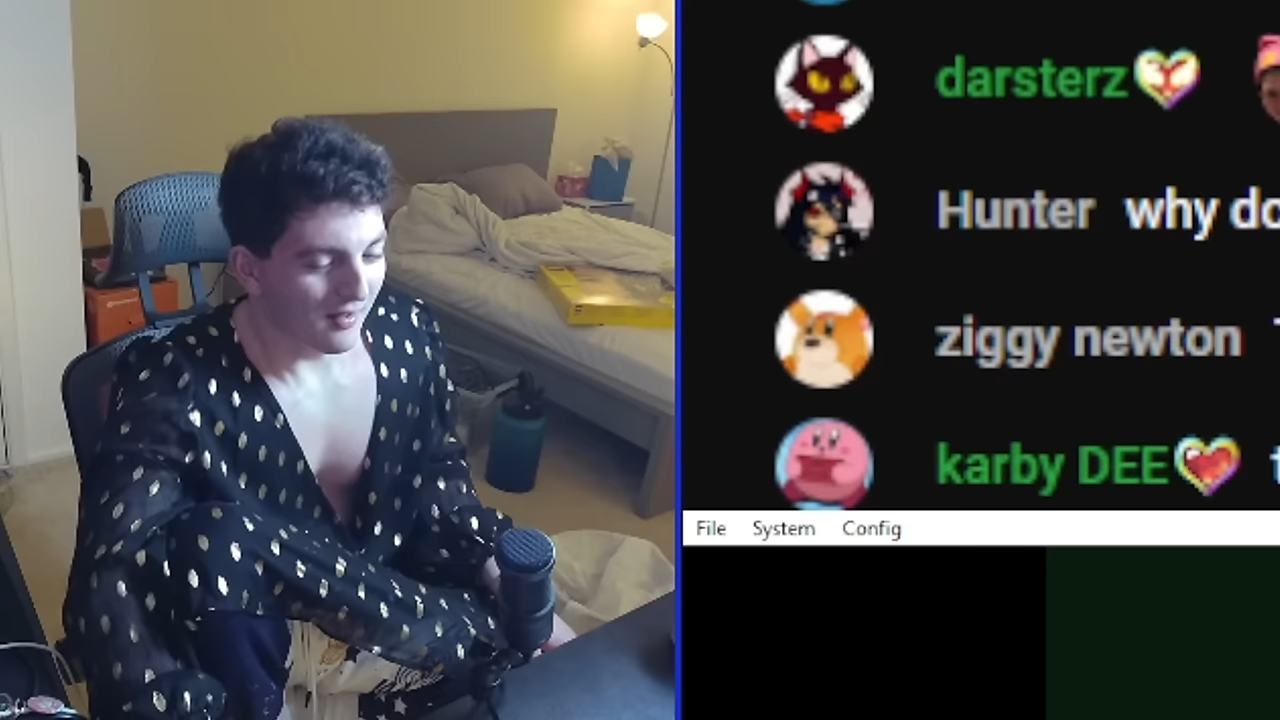 darsterz
Hunter why do
ziggy newton
karby DEE
File System Config